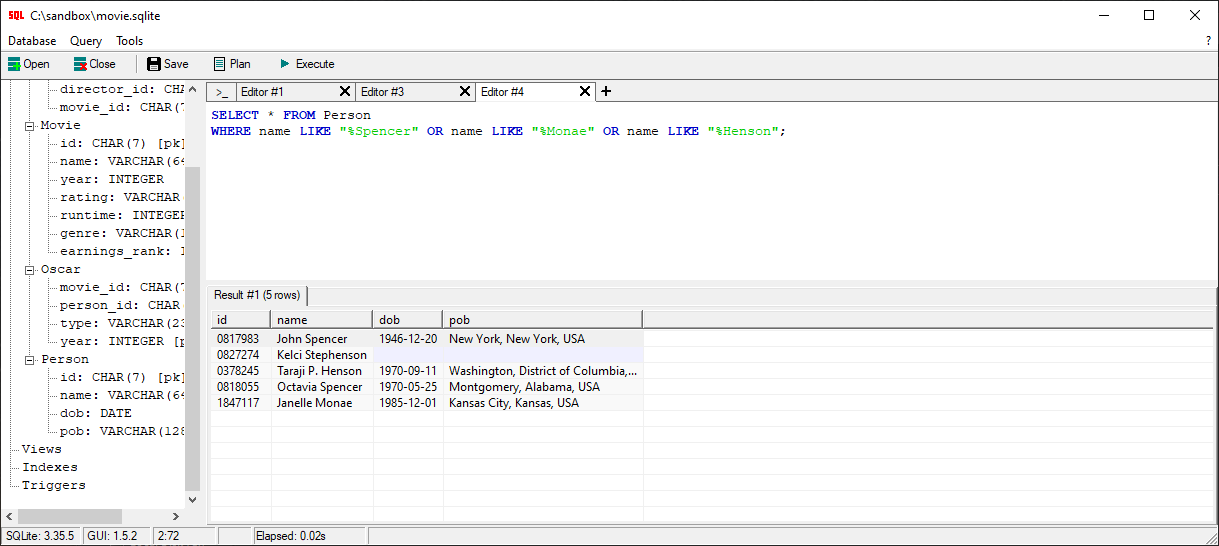 SQL C:\sandbox\movie.sqlite
Database Query Tools ?
Open Close Save Plan Execute
director_id: CHA
movie_id: CHAR(7
Movie
id: CHAR(7) [pk]
name: VARCHAR(64
year: INTEGER
rating: VARCHAR
runtime: INTEGER
genre: VARCHAR(1
earnings_rank: I
Oscar
movie_id: CHAR(7
person_id: CHAR
type: VARCHAR(23
year: INTEGER [p
Person
id: CHAR(7) [pk]
name: VARCHAR(64
dob: DATE
pob: VARCHAR(128
Views
Indexes
Triggers
>_ Editor #1 Editor #3 Editor #4
SELECT * FROM Person
WHERE name LIKE "%Spencer" OR name LIKE "%Monae" OR name LIKE "%Henson";
Result #1 (5 rows)
id name dob pob
0817983 John Spencer 1946-12-20 New York, New York, USA
0827274 Kelci Stephenson
0378245 Taraji P. Henson 1970-09-11 Washington, District of Columbia,...
0818055 Octavia Spencer 1970-05-25 Montgomery, Alabama, USA
1847117 Janelle Monae 1985-12-01 Kansas City, Kansas, USA
SQLite: 3.35.5 GUI: 1.5.2 2:72 Elapsed: 0.02s